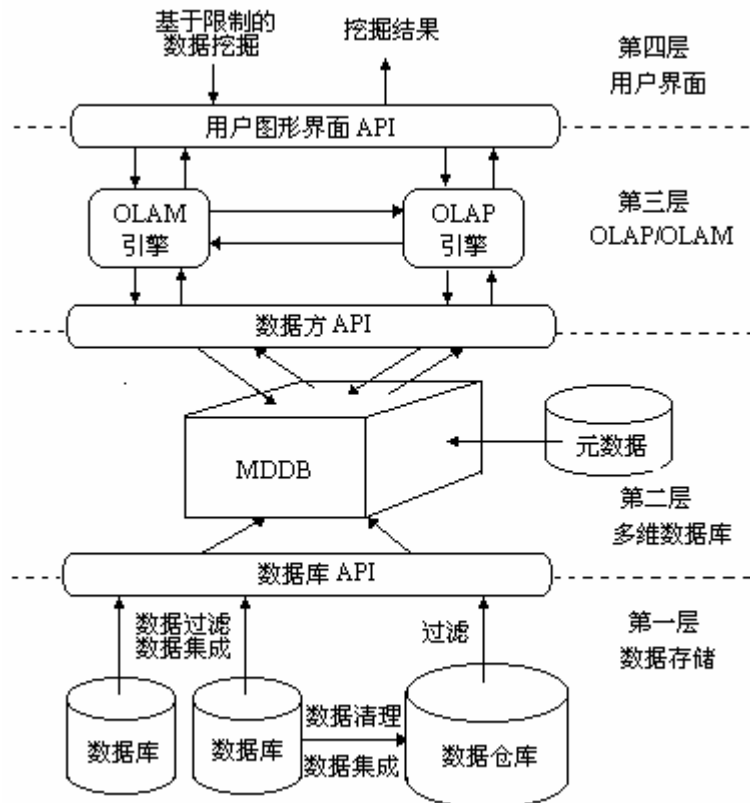 基于限制的
数据挖掘
挖掘结果
第四层
用户界面
用户图形界面 API
OLAM
引擎
OLAP
引擎
第三层
OLAP/OLAM
数据方 API
MDDB
元数据
第二层
多维数据库
数据库 API
数据过滤
数据集成
过滤
第一层
数据存储
数据库
数据库
数据清理
数据集成
数据仓库